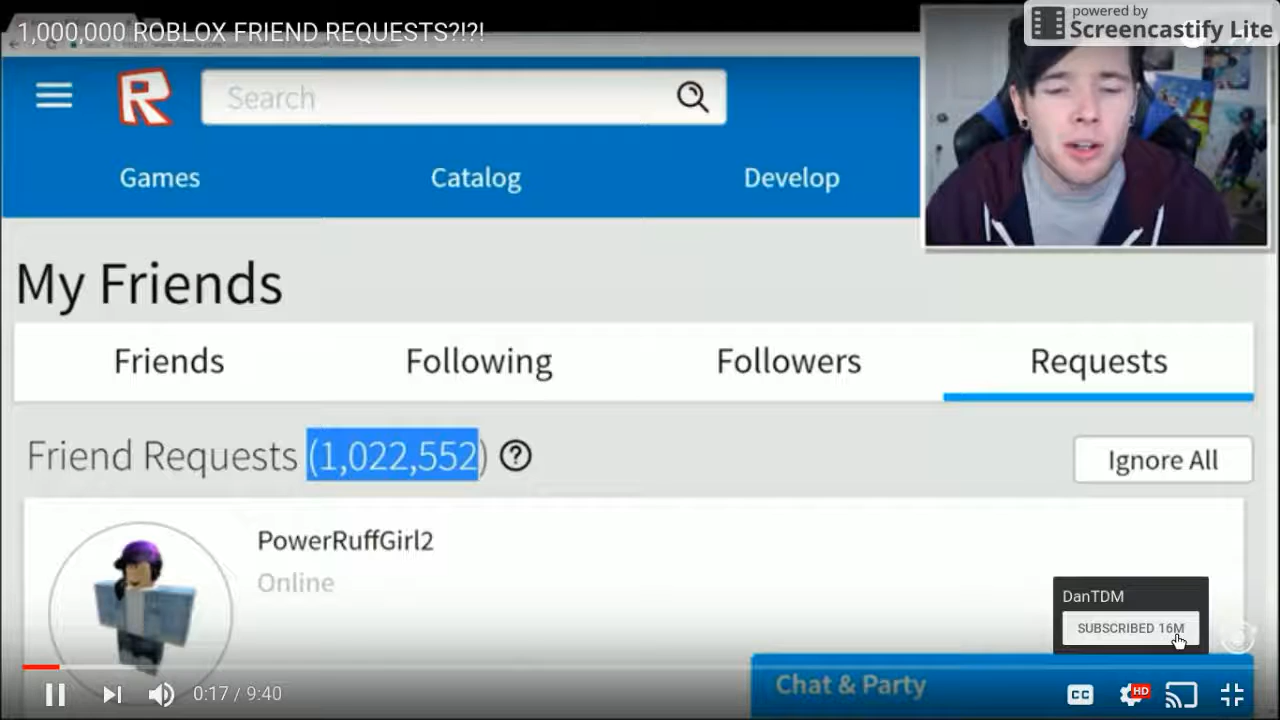 1,000,000 ROBLOX FRIEND REQUESTS?!?!
powered by
Screencastify Lite
Search
Games
Catalog
Develop
My Friends
Friends
Following
Followers
Requests
Friend Requests (1,022,552)
Ignore All
PowerRuffGirl2
Online
DanTDM
SUBSCRIBED 16M
0:17 / 9:40
Chat & Party
CC
HD